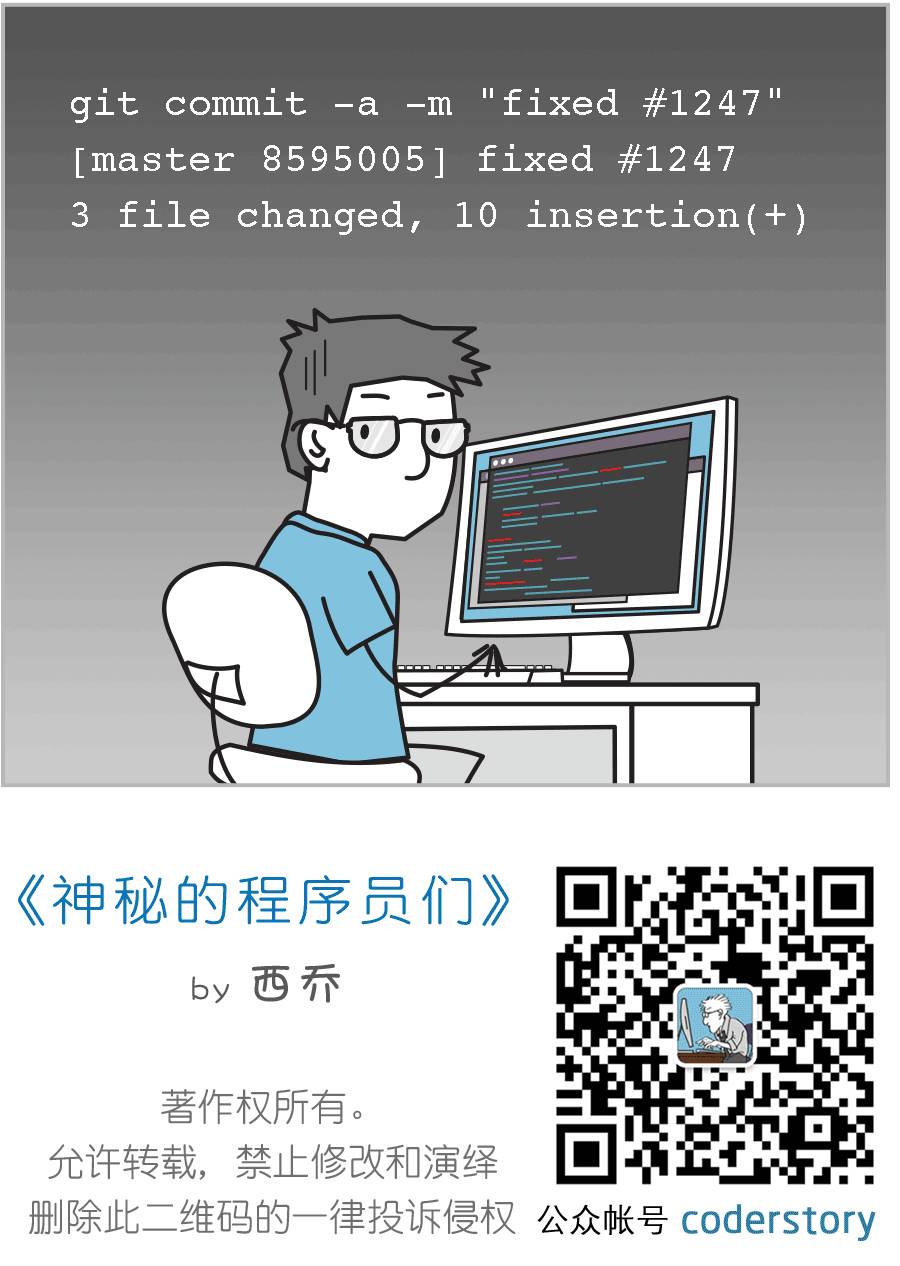 git commit -a -m "fixed #1247"
[master 8595005] fixed #1247
3 file changed, 10 insertion(+)
《神秘的程序员们》
by 西乔
著作权所有。
允许转载，禁止修改和演绎
删除此二维码的一律投诉侵权
公众帐号 coderstory